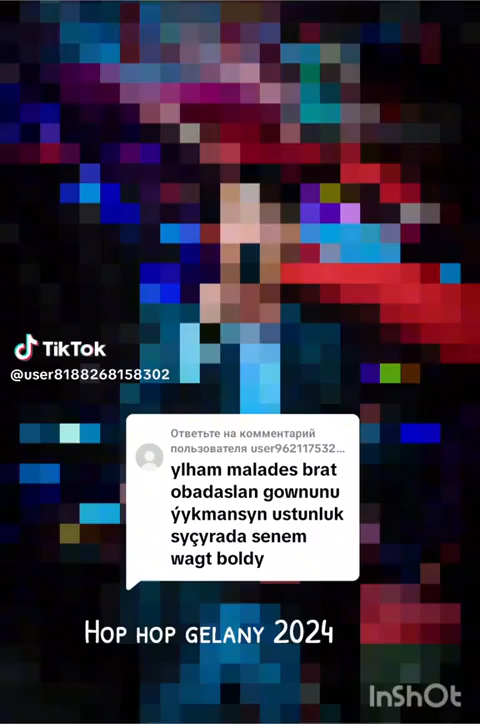 TikTok
@user8188268158302
Ответьте на комментарий
пользователя user962117532...
ylham malades brat
obadaslan gownunu
ýykmansyn ustunluk
syçyrada senem
wagt boldy
Hop hop gelany 2024
InShOt